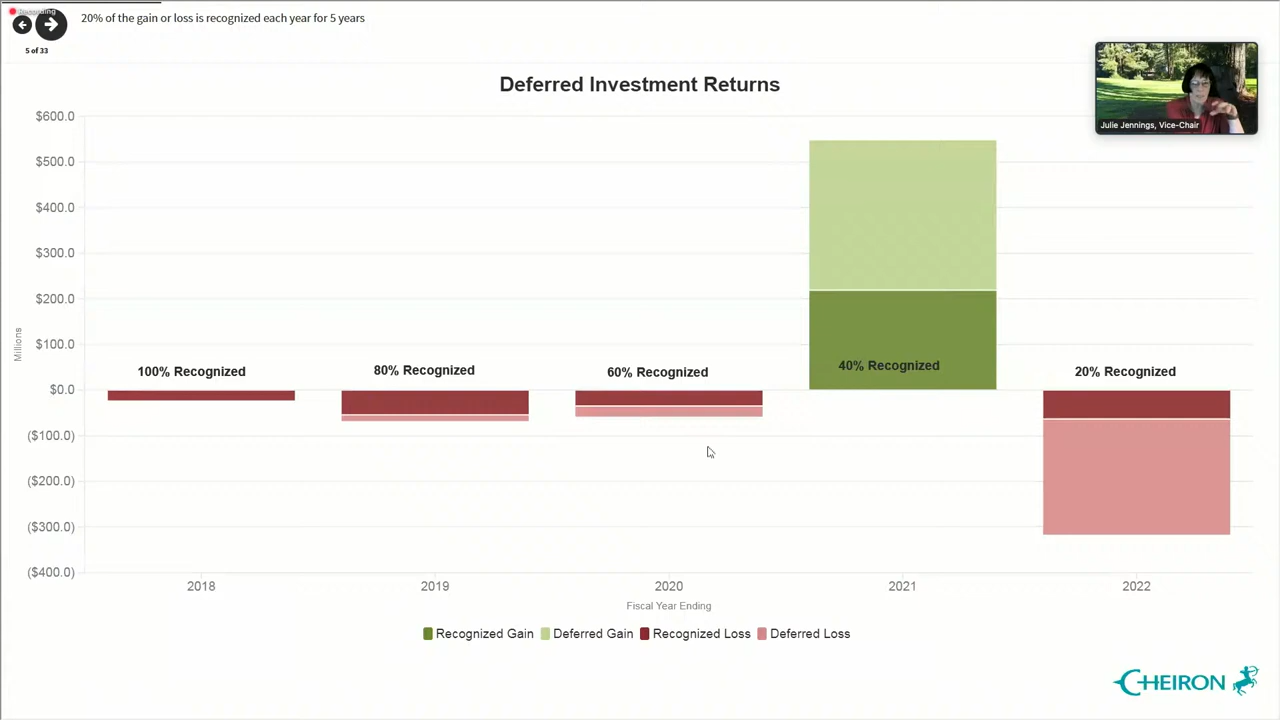 Recording
20% of the gain or loss is recognized each year for 5 years
5 of 33
Deferred Investment Returns
Julie Jennings, Vice-Chair
$600.0
$500.0
$400.0
$300.0
$200.0
$100.0
$0.0
($100.0)
($200.0)
($300.0)
($400.0)
Millions
100% Recognized
80% Recognized
60% Recognized
40% Recognized
20% Recognized
2018 2019 2020 2021 2022
Fiscal Year Ending
Recognized Gain Deferred Gain Recognized Loss Deferred Loss
CHEIRON